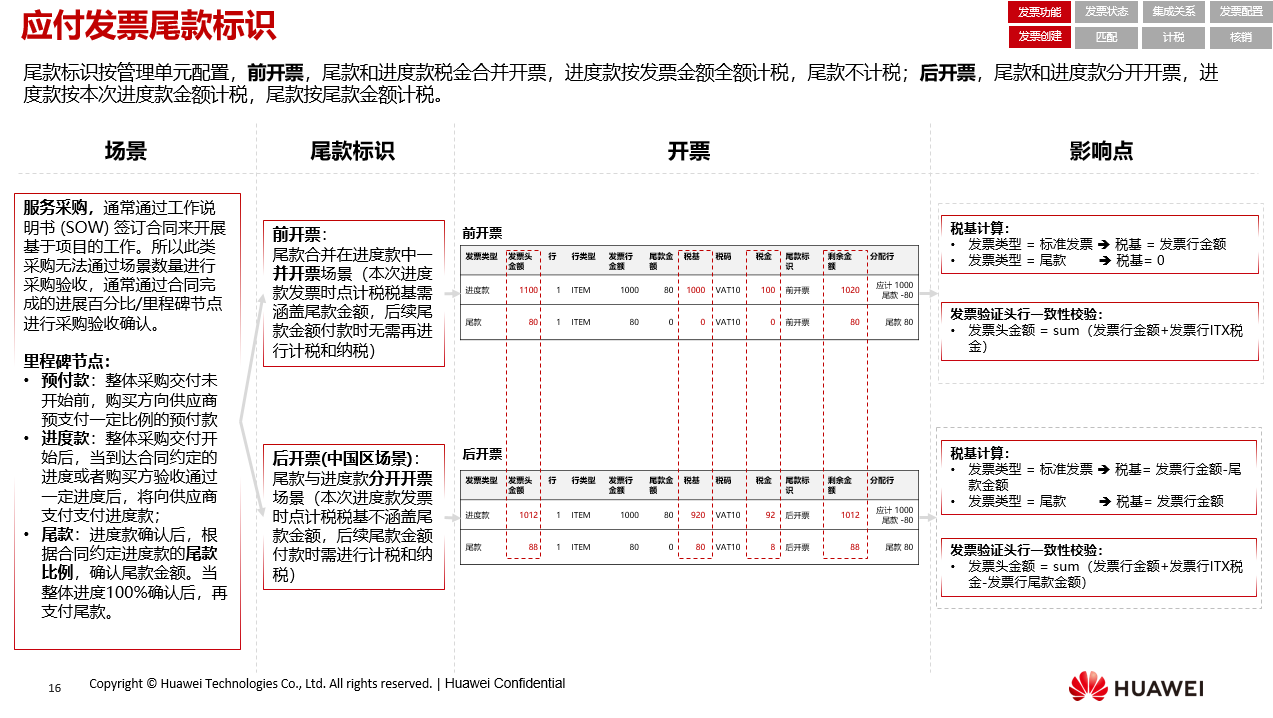 应付发票尾款标识
发票功能 发票状态 集成关系 发票配置
发票创建 匹配 计税 核销
尾款标识按管理单元配置，前开票，尾款和进度款税金合并开票，进度款按发票金额全额计税，尾款不计税；后开票，尾款和进度款分开开票，进
度款按本次进度款金额计税，尾款按尾款金额计税。
场景
服务采购，通常通过工作说
明书 (SOW) 签订合同来开展
基于项目的工作。所以此类
采购无法通过场景数量进行
采购验收，通常通过合同完
成的进展百分比/里程碑节点
进行采购验收确认。
里程碑节点：
• 预付款：整体采购交付未
开始前，购买方向供应商
预支付一定比例的预付款
• 进度款：整体采购交付开
始后，当到达合同约定的
进度或者购买方验收通过
一定进度后，将向供应商
支付支付进度款；
• 尾款：进度款确认后，根
据合同约定进度款的尾款
比例，确认尾款金额。当
整体进度100%确认后，再
支付尾款。
尾款标识
前开票：
尾款合并在进度款中一
并开票场景（本次进度
款发票时点计税税基需
涵盖尾款金额，后续尾
款金额付款时无需再进
行计税和纳税）
后开票(中国区场景)：
尾款与进度款分开开票
场景（本次进度款发票
时点计税税基不涵盖尾
款金额，后续尾款金额
付款时需进行计税和纳
税）
开票
前开票
发票类型 发票头金额 行 行类型 发票行金额 尾款金额 税基 税码 税金 尾款标识 剩余金额 分配行
进度款 1100 1 ITEM 1000 80 1000 VAT10 100 前开票 1020 应计 1000 尾款 -80
尾款 80 1 ITEM 80 0 0 VAT10 0 前开票 80 尾款 80
后开票
发票类型 发票头金额 行 行类型 发票行金额 尾款金额 税基 税码 税金 尾款标识 剩余金额 分配行
进度款 1012 1 ITEM 1000 80 920 VAT10 92 后开票 1012 应计 1000 尾款 -80
尾款 88 1 ITEM 80 0 80 VAT10 8 后开票 88 尾款 80
影响点
税基计算：
• 发票类型 = 标准发票 ➔ 税基 = 发票行金额
• 发票类型 = 尾款 ➔ 税基= 0
发票验证头行一致性校验：
• 发票头金额 = sum（发票行金额+发票行ITX税
金）
税基计算：
• 发票类型 = 标准发票 ➔ 税基= 发票行金额-尾
款金额
• 发票类型 = 尾款 ➔ 税基= 发票行金额
发票验证头行一致性校验：
• 发票头金额 = sum（发票行金额+发票行ITX税
金-发票行尾款金额）
16 Copyright © Huawei Technologies Co., Ltd. All rights reserved. | Huawei Confidential
HUAWEI